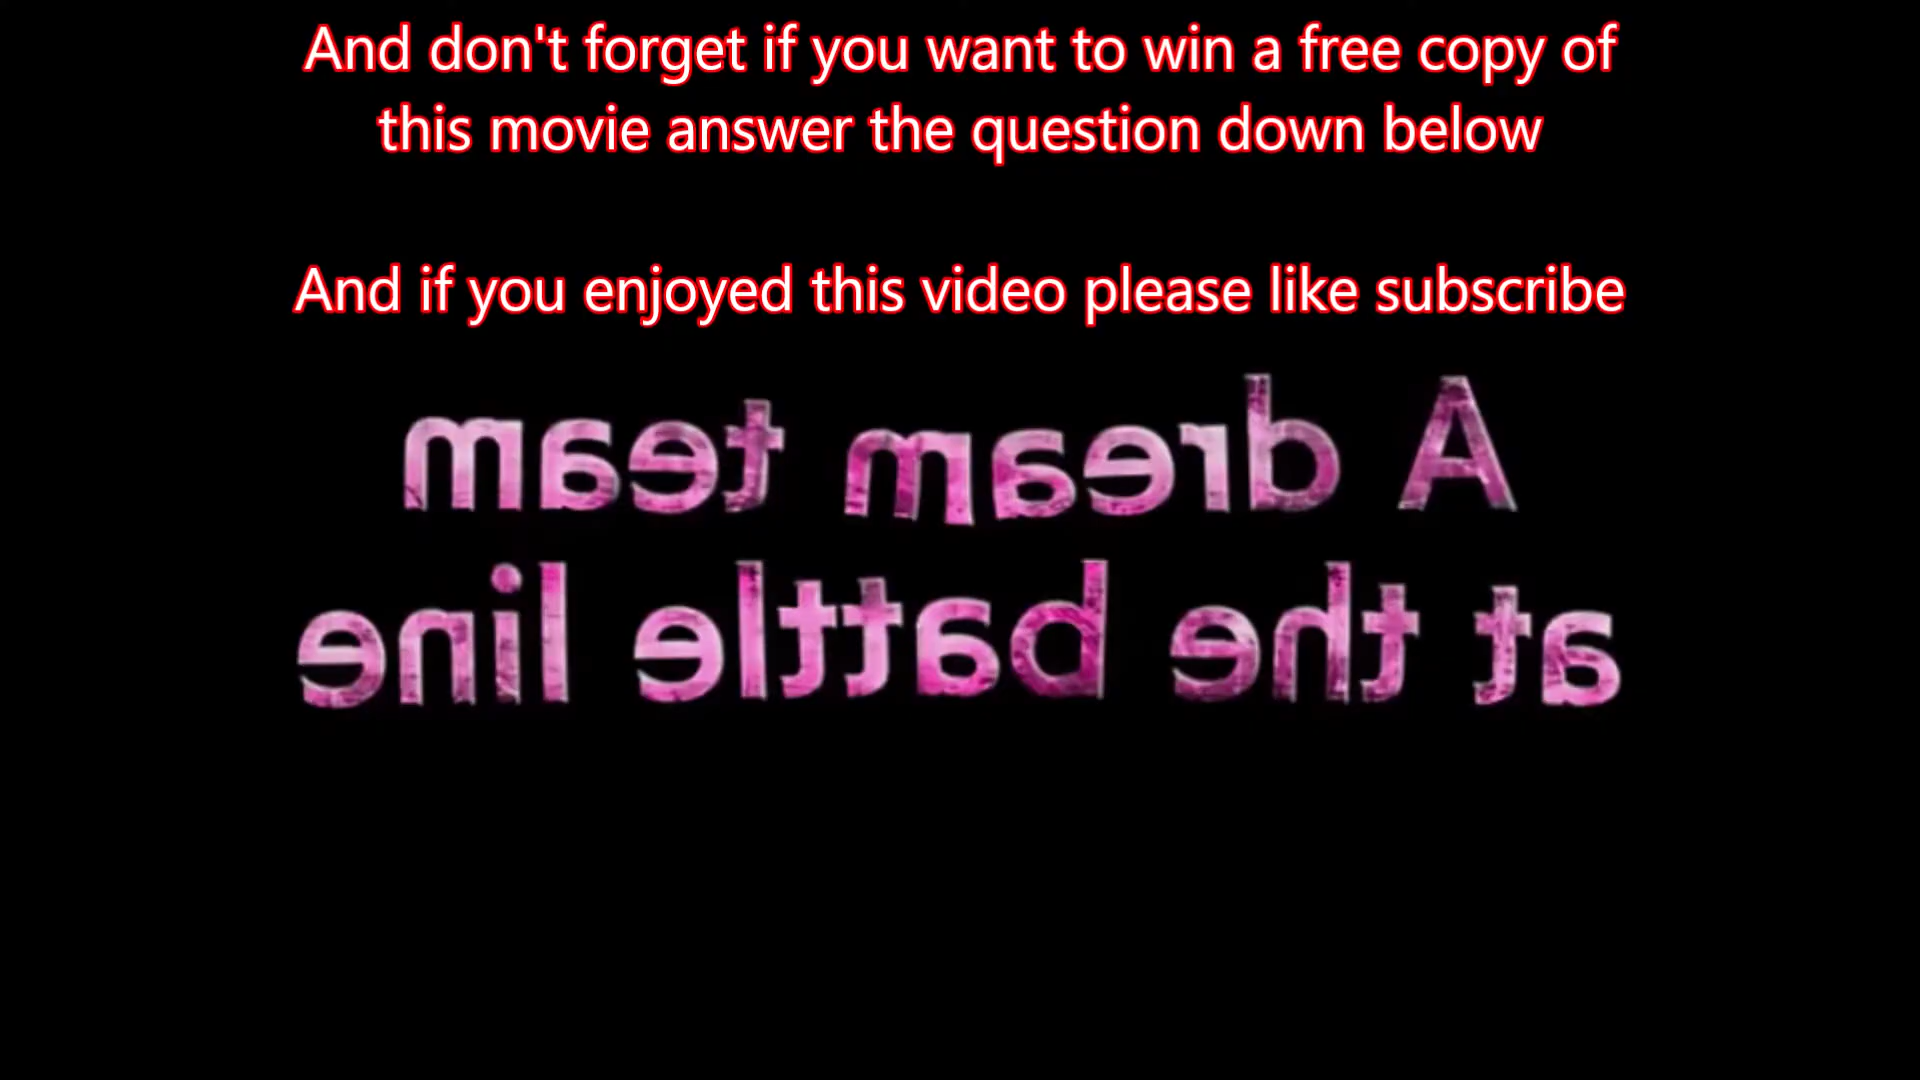 And don't forget if you want to win a free copy of
this movie answer the question down below
And if you enjoyed this video please like subscribe
A dream team
at the battle line